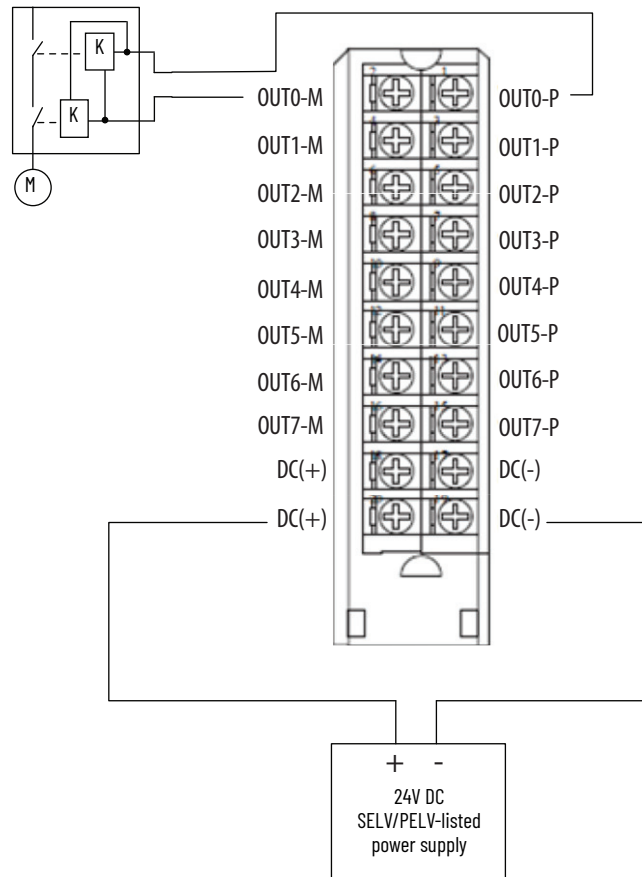 K
K
M
OUT0-M OUT0-P
OUT1-M OUT1-P
OUT2-M OUT2-P
OUT3-M OUT3-P
OUT4-M OUT4-P
OUT5-M OUT5-P
OUT6-M OUT6-P
OUT7-M OUT7-P
DC(+) DC(-)
DC(+) DC(-)
+ -
24V DC
SELV/PELV-listed
power supply